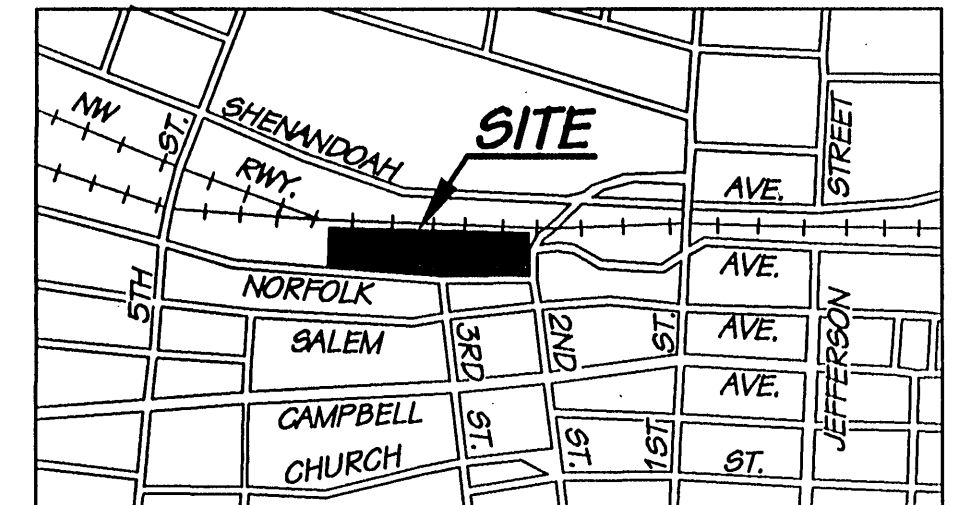 NW
5TH ST.
SHENANDOAH AVE.
RWY.
SITE
NORFOLK AVE.
SALEM AVE.
CAMPBELL AVE.
CHURCH ST.
3RD ST.
2ND ST.
1ST. ST.
JEFFERSON STREET